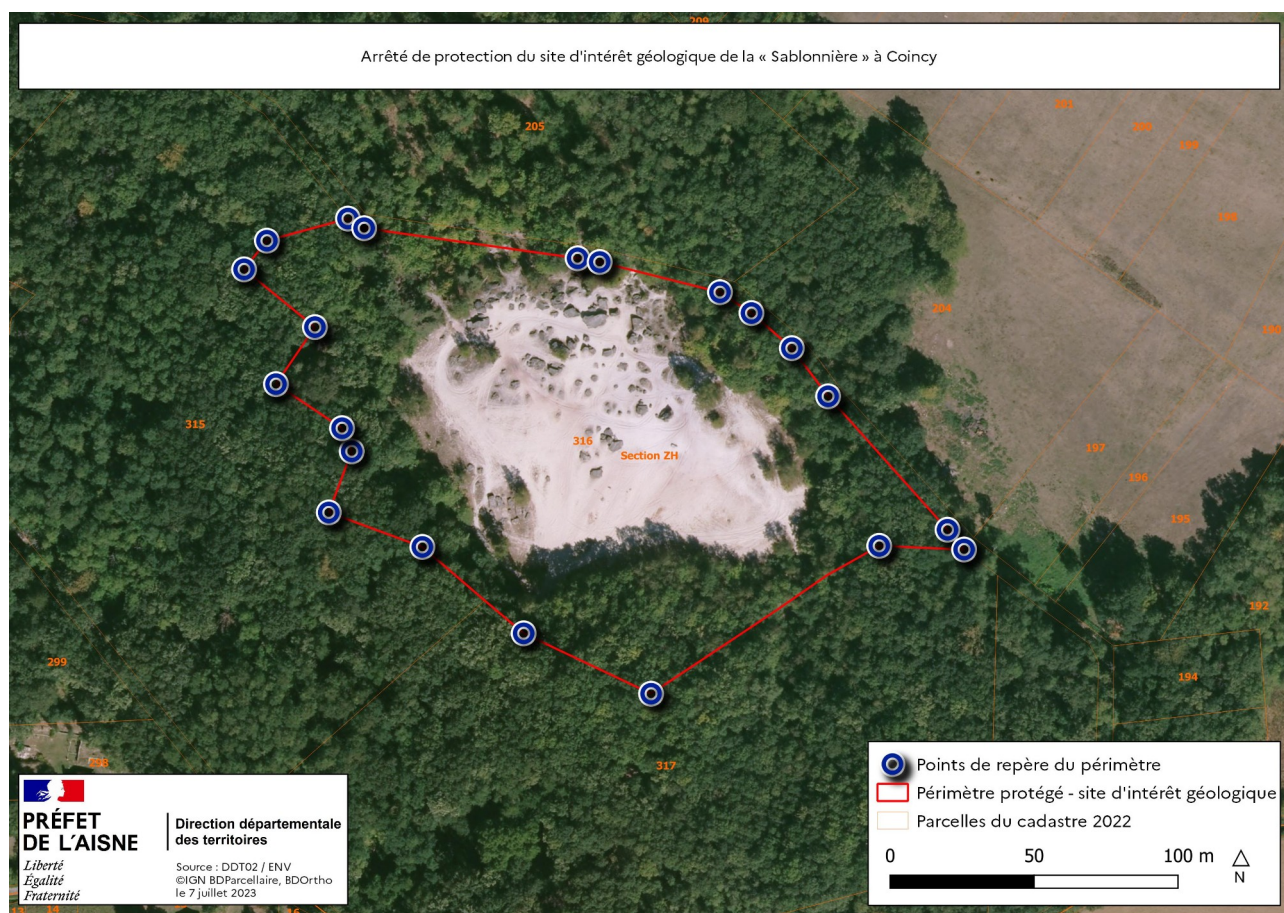 209
Arrêté de protection du site d'intérêt géologique de la « Sablonnière » à Coincy
205
204
315
316
Section ZH
197
196
195
192
194
299
317
Points de repère du périmètre
Périmètre protégé - site d'intérêt géologique
Parcelles du cadastre 2022
0 50 100 m
N
PRÉFET
DE L'AISNE
Liberté
Égalité
Fraternité
Direction départementale
des territoires
Source : DDT02 / ENV
©IGN BDParcellaire, BDOrtho
le 7 juillet 2023
14
16